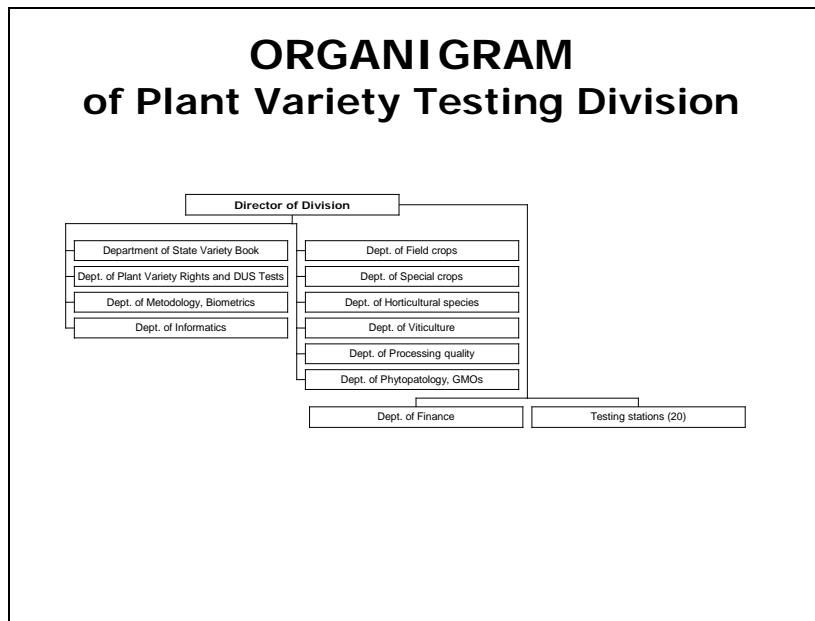 ORGANIGRAM
of Plant Variety Testing Division
Director of Division
Department of State Variety Book
Dept. of Plant Variety Rights and DUS Tests
Dept. of Metodology, Biometrics
Dept. of Informatics
Dept. of Field crops
Dept. of Special crops
Dept. of Horticultural species
Dept. of Viticulture
Dept. of Processing quality
Dept. of Phytopatology, GMOs
Dept. of Finance
Testing stations (20)